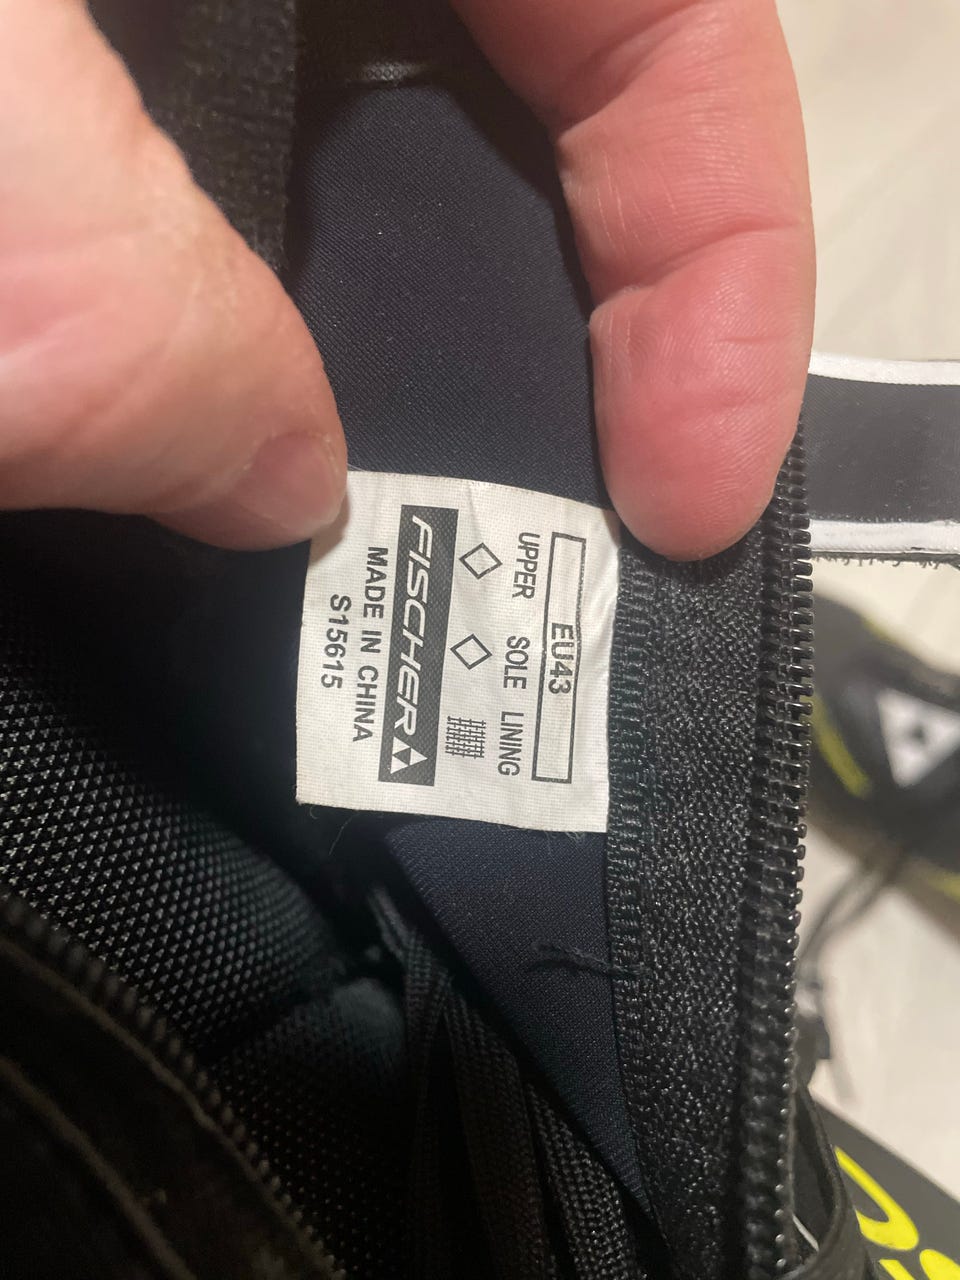 EU43
UPPER SOLE LINING
FISCHER
MADE IN CHINA
S15615